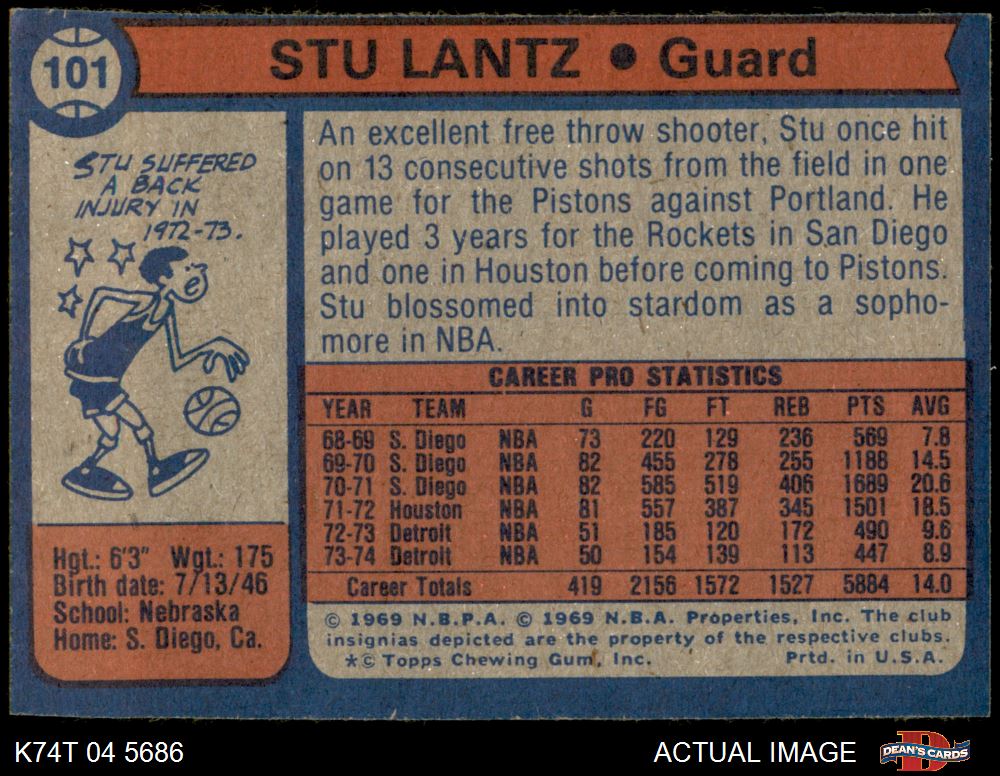 101
STU LANTZ ● Guard
STU SUFFERED
A BACK
INJURY IN
1972-73.
An excellent free throw shooter, Stu once hit
on 13 consecutive shots from the field in one
game for the Pistons against Portland. He
played 3 years for the Rockets in San Diego
and one in Houston before coming to Pistons.
Stu blossomed into stardom as a sopho-
more in NBA.
Hgt.: 6'3" Wgt.: 175
Birth date: 7/13/46
School: Nebraska
Home: S. Diego, Ca.
CAREER PRO STATISTICS
YEAR TEAM G FG FT REB PTS AVG
68-69 S. Diego NBA 73 220 129 236 569 7.8
69-70 S. Diego NBA 82 455 278 255 1188 14.5
70-71 S. Diego NBA 82 585 519 406 1689 20.6
71-72 Houston NBA 81 557 387 345 1501 18.5
72-73 Detroit NBA 51 185 120 172 490 9.6
73-74 Detroit NBA 50 154 139 113 447 8.9
Career Totals 419 2156 1572 1527 5884 14.0
© 1969 N.B.P.A. © 1969 N.B.A. Properties, Inc. The club
insignias depicted are the property of the respective clubs.
*© Topps Chewing Gum, Inc. Prtd. in U.S.A.
K74T 04 5686
ACTUAL IMAGE
D
DEAN'S CARDS